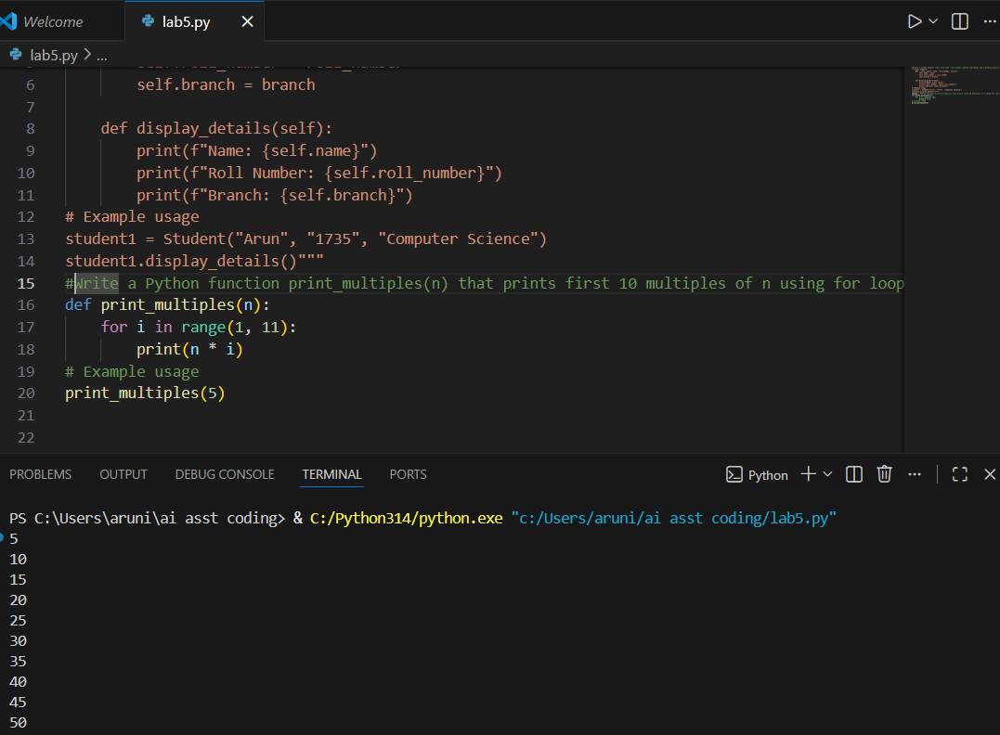 Welcome
lab5.py
lab5.py > ...
6 self.branch = branch
7
8 def display_details(self):
9 print(f"Name: {self.name}")
10 print(f"Roll Number: {self.roll_number}")
11 print(f"Branch: {self.branch}")
12 # Example usage
13 student1 = Student("Arun", "1735", "Computer Science")
14 student1.display_details()"""
15 #Write a Python function print_multiples(n) that prints first 10 multiples of n using for loop
16 def print_multiples(n):
17 for i in range(1, 11):
18 print(n * i)
19 # Example usage
20 print_multiples(5)
21
22
PROBLEMS OUTPUT DEBUG CONSOLE TERMINAL PORTS
Python
PS C:\Users\aruni\ai asst coding> & C:/Python314/python.exe "c:/Users/aruni/ai asst coding/lab5.py"
5
10
15
20
25
30
35
40
45
50